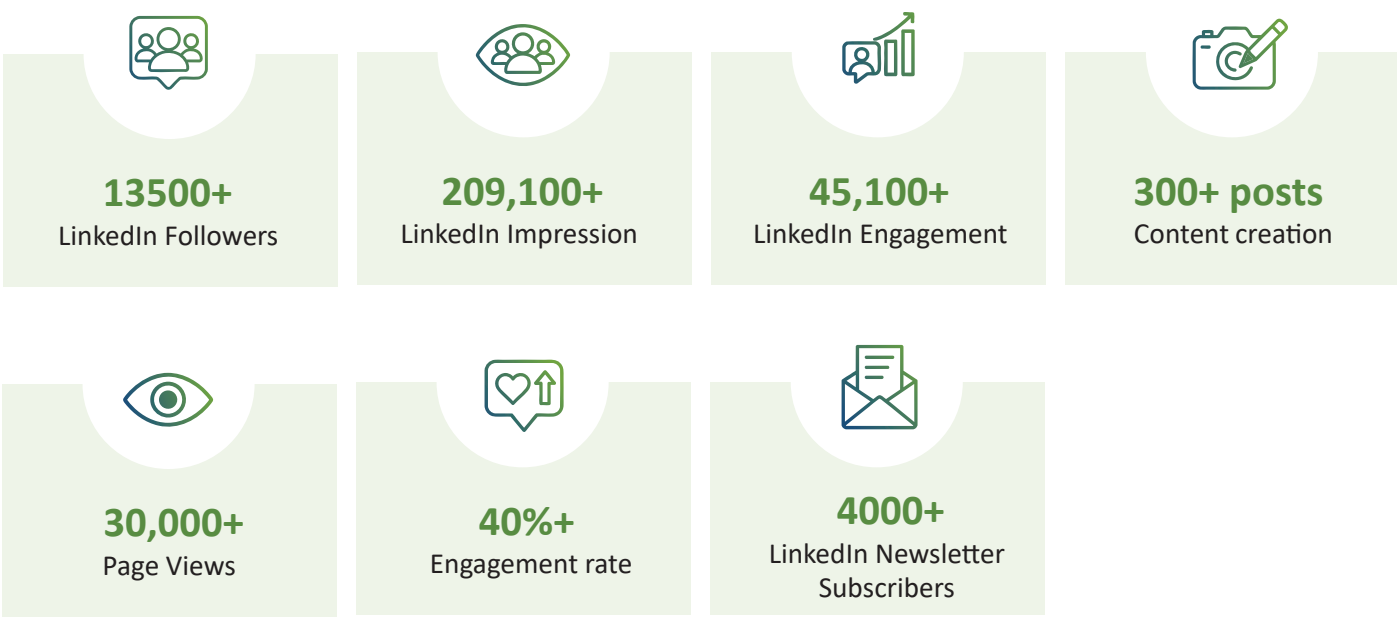 13500+
LinkedIn Followers
209,100+
LinkedIn Impression
45,100+
LinkedIn Engagement
300+ posts
Content creation
30,000+
Page Views
40%+
Engagement rate
4000+
LinkedIn Newsletter
Subscribers